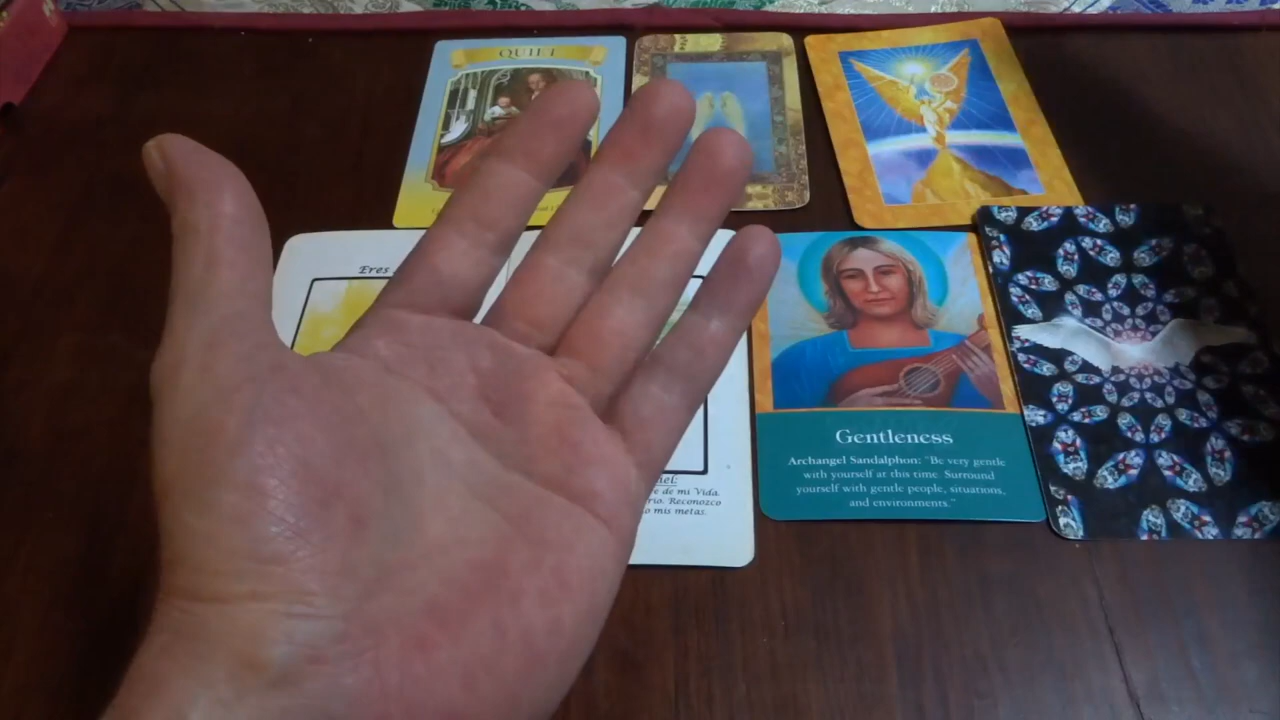 QUIET
Eres
Gentleness
Archangel Sandalphon: "Be very gentle
with yourself at this time. Surround
yourself with gentle people, situations,
and environments."
de mi Vida.
Reconozco
mis metas.